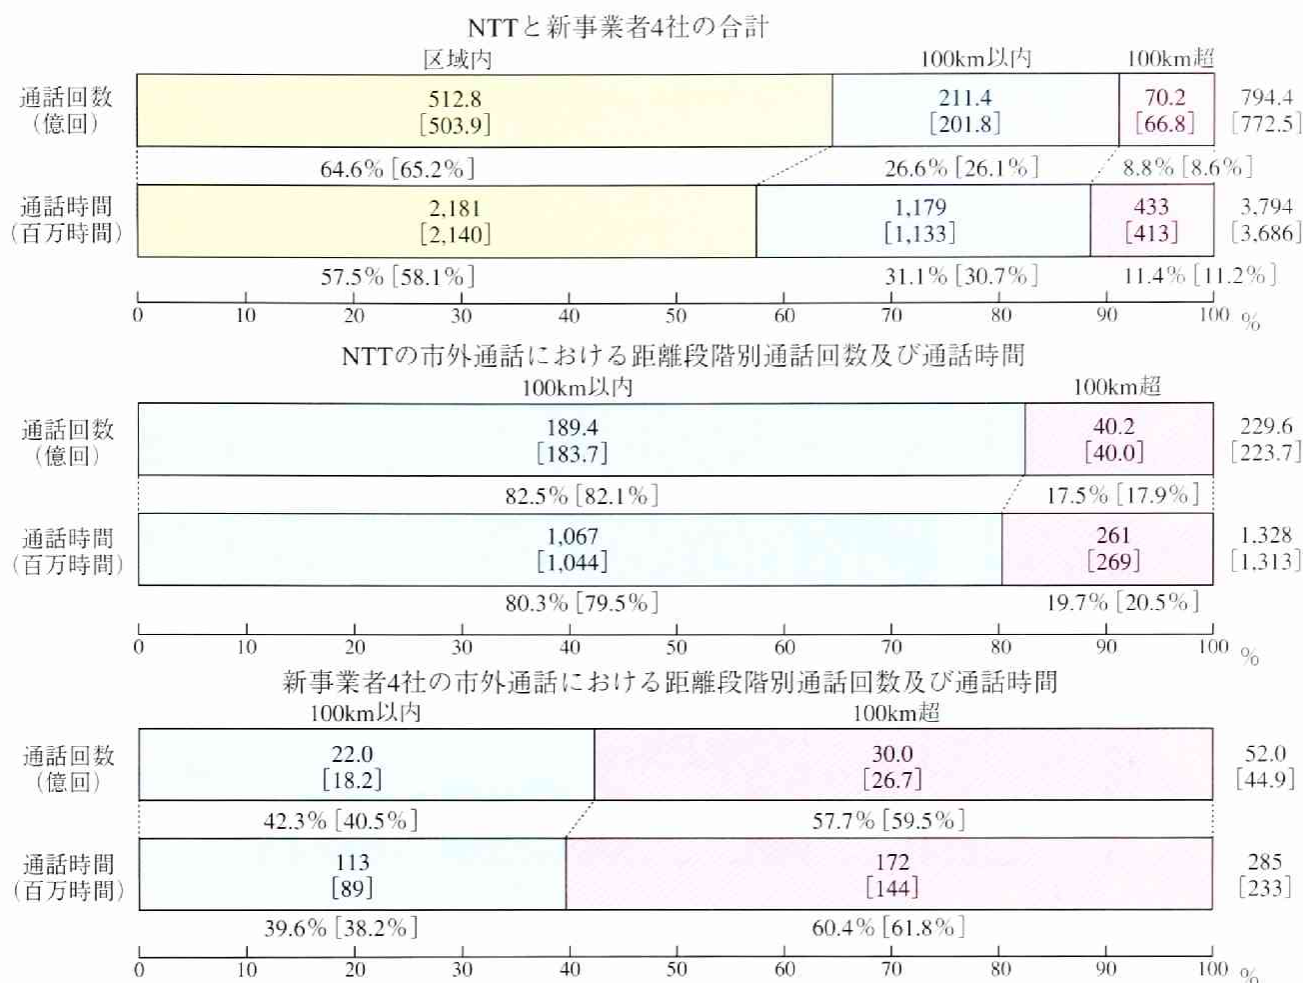 NTTと新事業者4社の合計
区域内 100km以内 100km超
通話回数 512.8 211.4 70.2 794.4
(億回) [503.9] [201.8] [66.8] [772.5]
64.6% [65.2%] 26.6% [26.1%] 8.8% [8.6%]
通話時間 2,181 1,179 433 3.794
(百万時間) [2,140] [1,133] [413] [3.686]
57.5% [58.1%] 31.1% [30.7%] 11.4% [11.2%]
0 10 20 30 40 50 60 70 80 90 100 %
NTTの市外通話における距離段階別通話回数及び通話時間
100km以内 100km超
通話回数 189.4 40.2 229.6
(億回) [183.7] [40.0] [223.7]
82.5% [82.1%] 17.5% [17.9%]
通話時間 1,067 261 1.328
(百万時間) [1,044] [269] [1.313]
80.3% [79.5%] 19.7% [20.5%]
0 10 20 30 40 50 60 70 80 90 100 %
新事業者4社の市外通話における距離段階別通話回数及び通話時間
100km以内 100km超
通話回数 22.0 30.0 52.0
(億回) [18.2] [26.7] [44.9]
42.3% [40.5%] 57.7% [59.5%]
通話時間 113 172 285
(百万時間) [89] [144] [233]
39.6% [38.2%] 60.4% [61.8%]
0 10 20 30 40 50 60 70 80 90 100 %